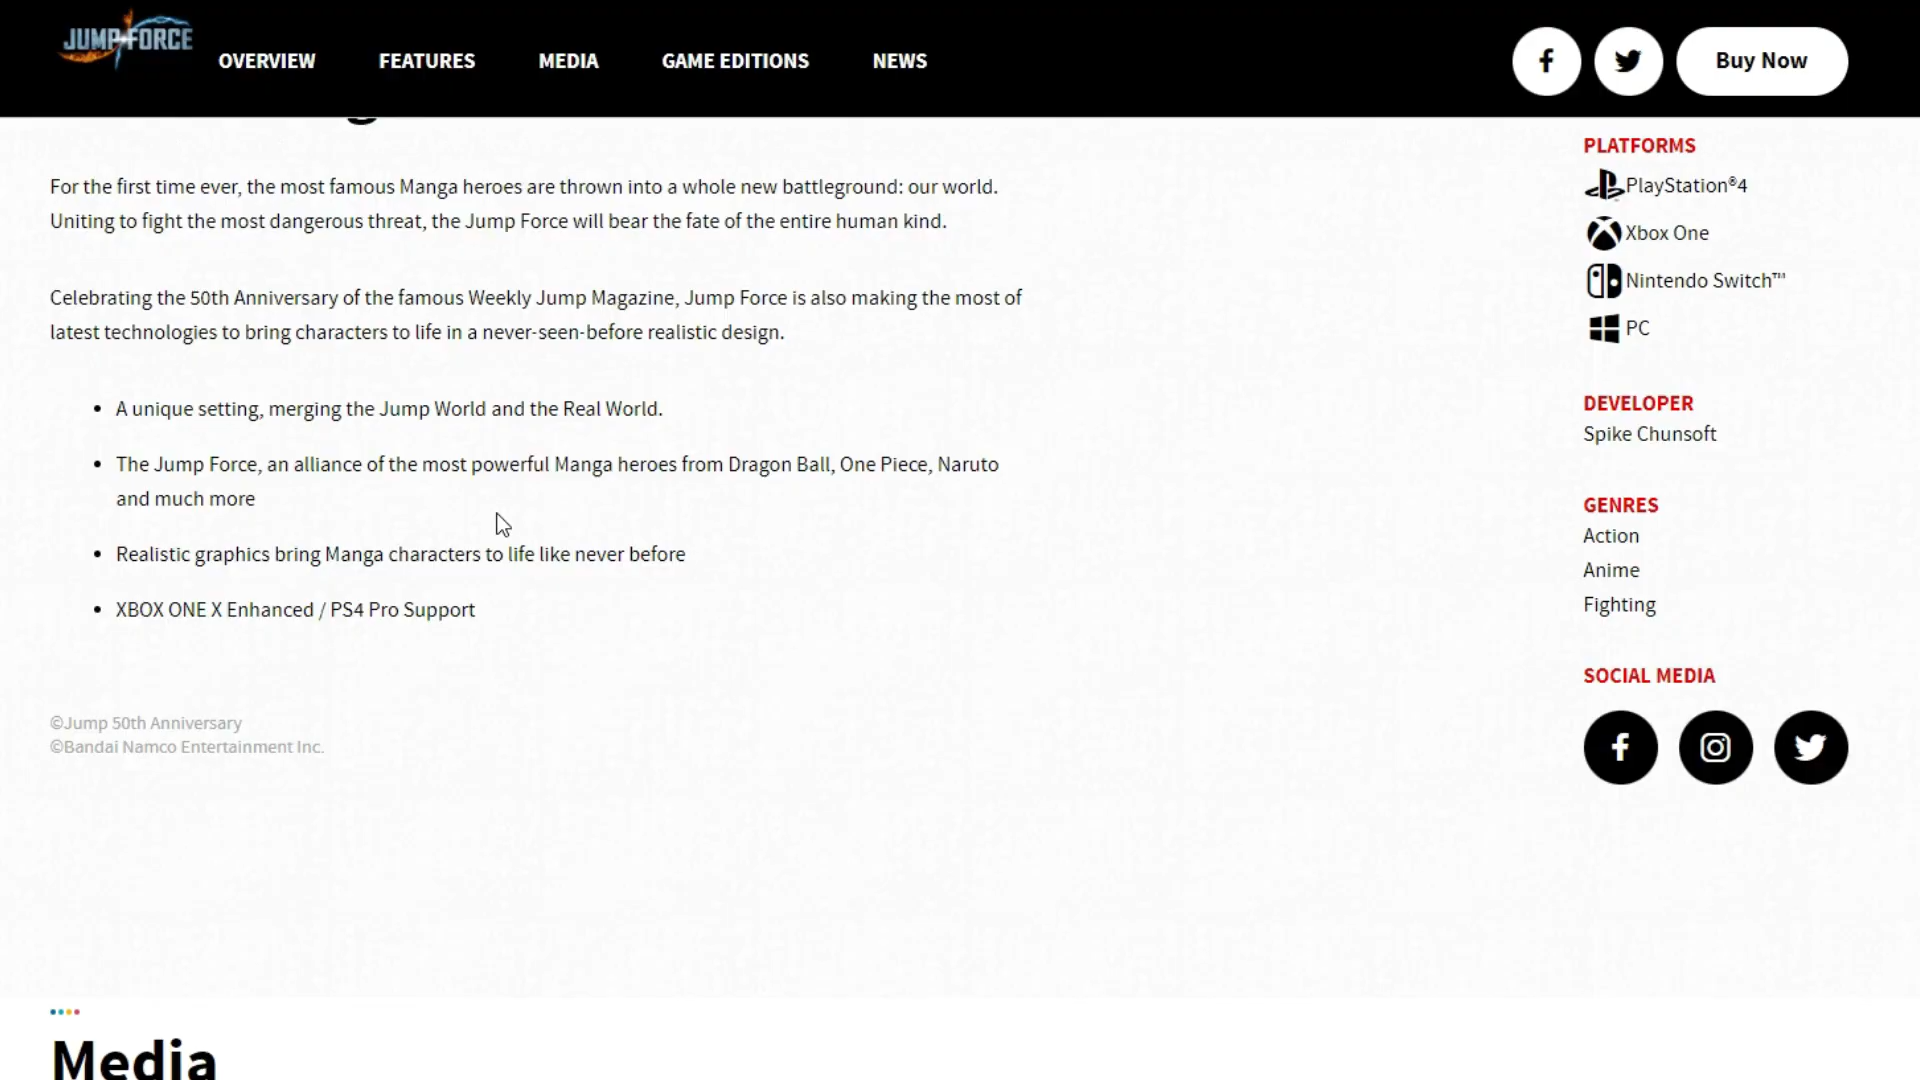 JUMP FORCE
OVERVIEW
FEATURES
MEDIA
GAME EDITIONS
NEWS
Buy Now
For the first time ever, the most famous Manga heroes are thrown into a whole new battleground: our world.
Uniting to fight the most dangerous threat, the Jump Force will bear the fate of the entire human kind.
Celebrating the 50th Anniversary of the famous Weekly Jump Magazine, Jump Force is also making the most of
latest technologies to bring characters to life in a never-seen-before realistic design.
• A unique setting, merging the Jump World and the Real World.
• The Jump Force, an alliance of the most powerful Manga heroes from Dragon Ball, One Piece, Naruto
and much more
• Realistic graphics bring Manga characters to life like never before
• XBOX ONE X Enhanced / PS4 Pro Support
©Jump 50th Anniversary
©Bandai Namco Entertainment Inc.
PLATFORMS
PlayStation®4
Xbox One
Nintendo Switch™
PC
DEVELOPER
Spike Chunsoft
GENRES
Action
Anime
Fighting
SOCIAL MEDIA
Media